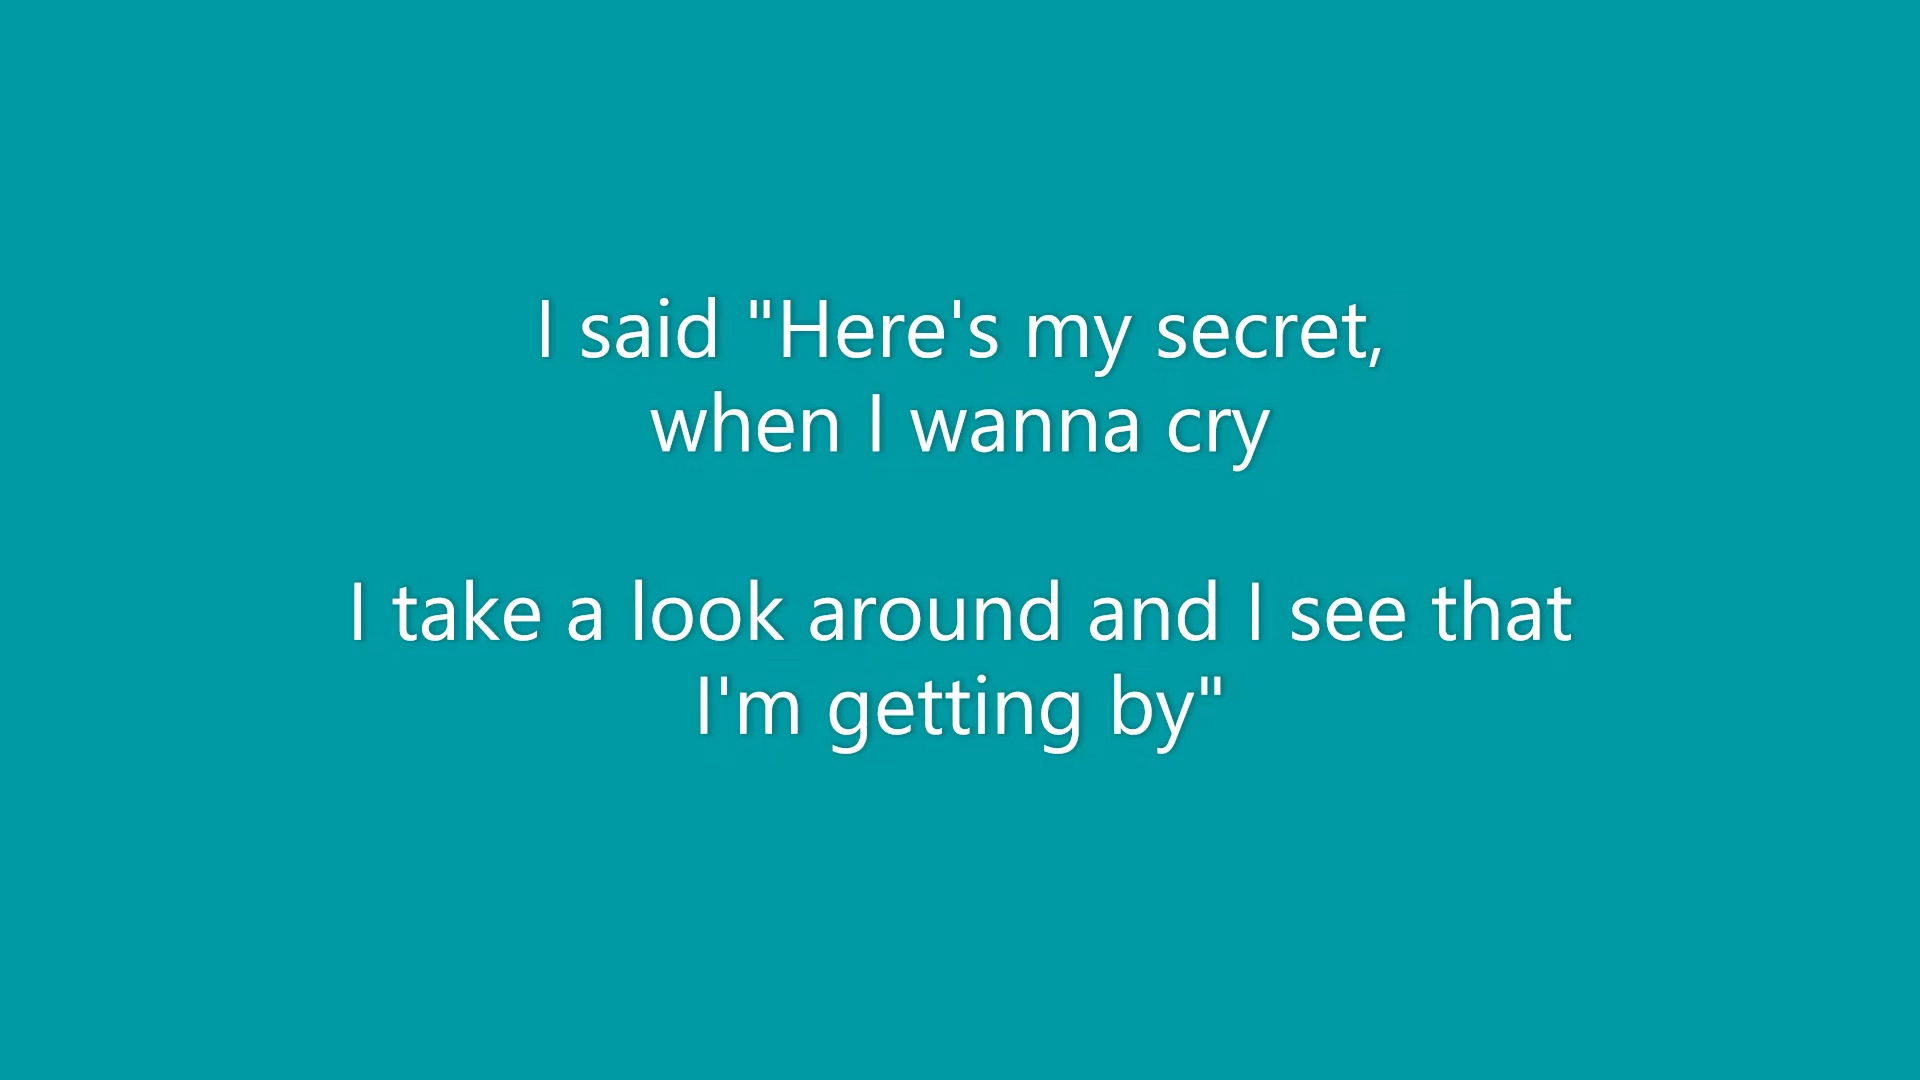 I said "Here's my secret,
when I wanna cry
I take a look around and I see that
I'm getting by"